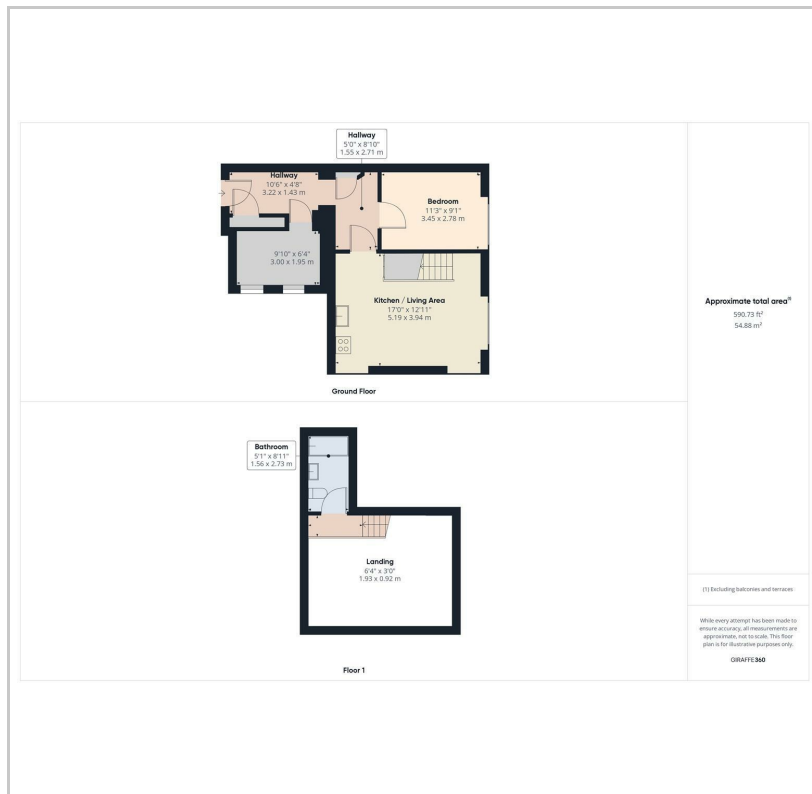 Hallway
5'0" x 8'10"
1.55 x 2.71 m
Hallway
10'6" x 4'8"
3.22 x 1.43 m
Bedroom
11'3" x 9'1"
3.45 x 2.78 m
9'10" x 6'4"
3.00 x 1.95 m
Kitchen / Living Area
17'0" x 12'11"
5.19 x 3.94 m
Ground Floor
Approximate total area(1)
590.73 ft²
54.88 m²
Bathroom
5'1" x 8'11"
1.56 x 2.73 m
Landing
6'4" x 3'0"
1.93 x 0.92 m
Floor 1
(1) Excluding balconies and terraces
While every attempt has been made to
ensure accuracy, all measurements are
approximate, not to scale. This floor
plan is for illustrative purposes only.
GIRAFFE360